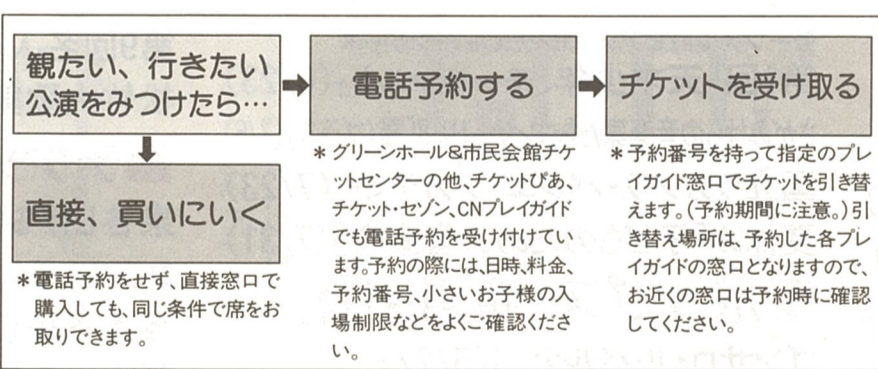 観たい、行きたい
公演をみつけたら…
電話予約する
チケットを受け取る
直接、買いにいく
＊電話予約をせず、直接窓口で
購入しても、同じ条件で席をお
取りできます。
＊グリーンホール&市民会館チケ
ットセンターの他、チケットぴあ、
チケット・セゾン、CNプレイガイド
でも電話予約を受け付けてい
ます。予約の際には、日時、料金、
予約番号、小さいお子様の入
場制限などをよくご確認くださ
い。
＊予約番号を持って指定のプレ
イガイド窓口でチケットを引き替
えます。(予約期間に注意。)引
き替え場所は、予約した各プレ
イガイドの窓口となりますので、
お近くの窓口は予約時に確認
してください。